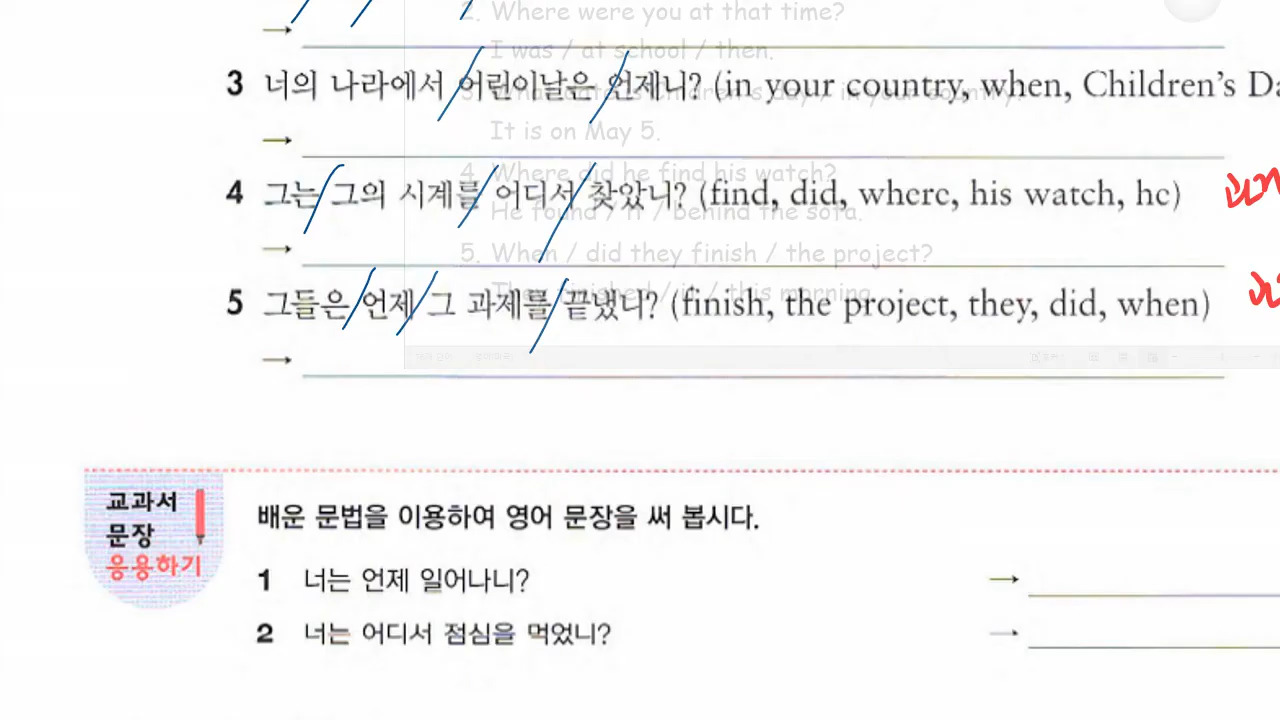 2. Where were you at that time?
→
I was / at school / then.
3 너의 나라에서 어린이날은 언제니? (in your country, when, Children's Da
→
It is on May 5.
4. Where did he find his watch?
4 그는 그의 시계를 어디서 찾았니? (find, did, where, his watch, he)
He found / it / behind the sofa.
→
5. When / did they finish / the project?
5 그들은 언제 그 과제를 끝냈니? (finish, the project, they, did, when)
→
교과서
문장
응용하기
배운 문법을 이용하여 영어 문장을 써 봅시다.
1 너는 언제 일어나니? →
2 너는 어디서 점심을 먹었니? →